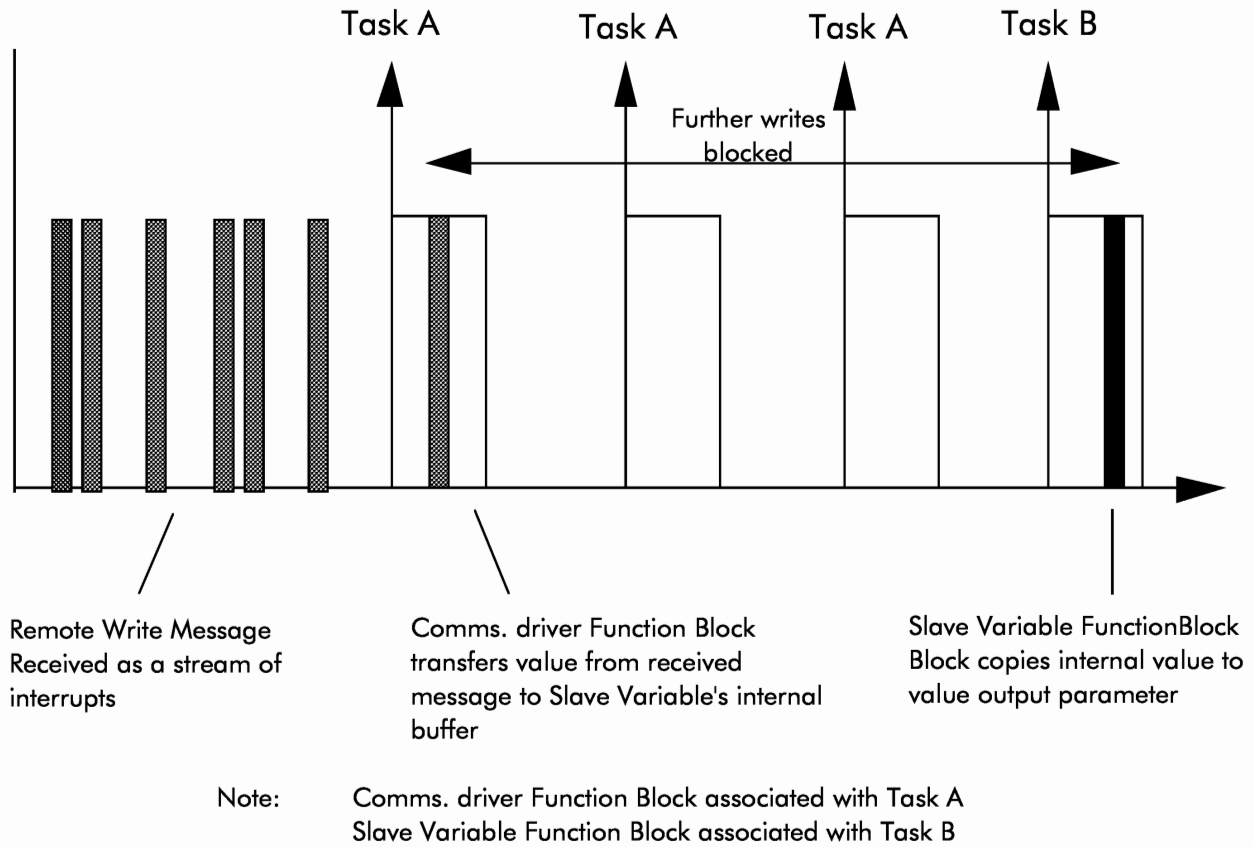 Task A
Task A
Task A
Task B
Further writes
blocked
Remote Write Message
Received as a stream of
interrupts
Comms. driver Function Block
transfers value from received
message to Slave Variable's internal
buffer
Slave Variable FunctionBlock
Block copies internal value to
value output parameter
Note:
Comms. driver Function Block associated with Task A
Slave Variable Function Block associated with Task B